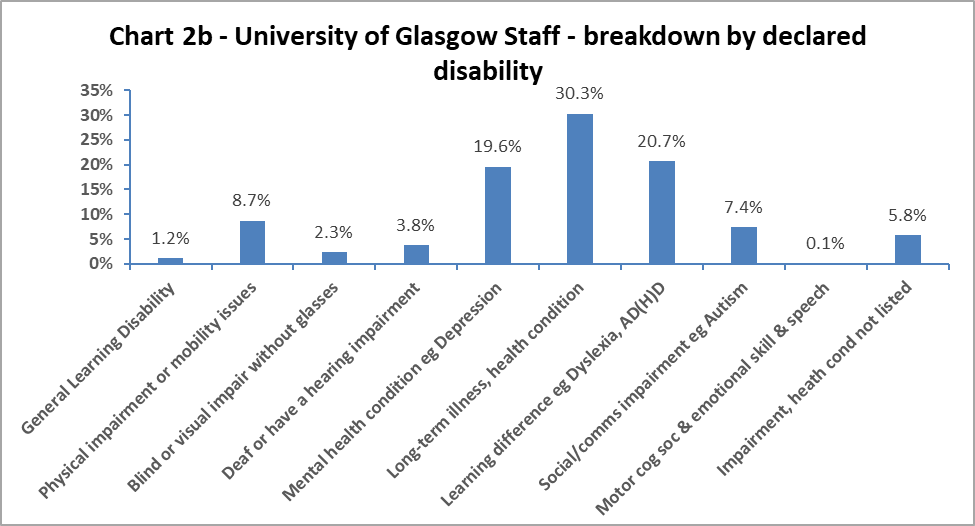 Chart 2b - University of Glasgow Staff - breakdown by declared
disability
35%
30%
25%
20%
15%
10%
5%
0%
1.2%
8.7%
2.3%
3.8%
19.6%
30.3%
20.7%
7.4%
0.1%
5.8%
General Learning Disability
Physical impairment or mobility issues
Blind or visual impair without glasses
Deaf or have a hearing impairment
Mental health condition eg Depression
Long-term illness, health condition
Learning difference eg Dyslexia, AD(H)D
Social/comms impairment eg Autism
Motor cog soc & emotional skill & speech
Impairment, heath cond not listed